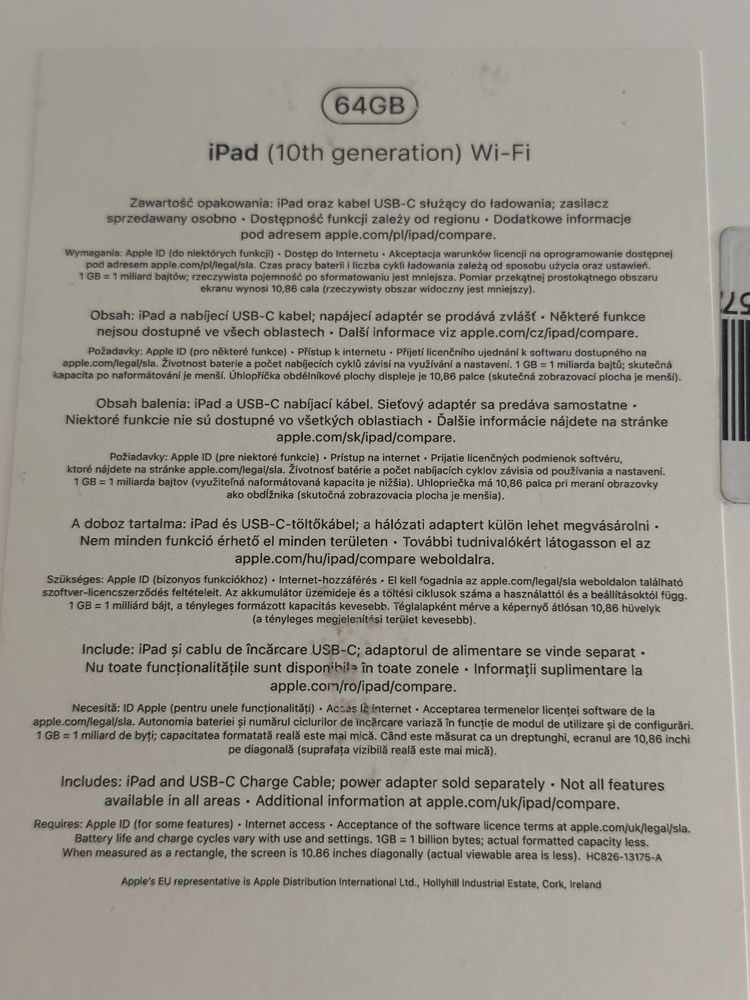 64GB
iPad (10th generation) Wi-Fi
Zawartość opakowania: iPad oraz kabel USB-C służący do ładowania; zasilacz
sprzedawany osobno • Dostępność funkcji zależy od regionu • Dodatkowe informacje
pod adresem apple.com/pl/ipad/compare.
Wymagania: Apple ID (do niektórych funkcji) • Dostęp do Internetu • Akceptacja warunków licencji na oprogramowanie dostępnej
pod adresem apple.com/pl/legal/sla. Czas pracy baterii i liczba cykli ładowania zależą od sposobu użycia oraz ustawień.
1 GB = 1 miliard bajtów; rzeczywista pojemność po sformatowaniu jest mniejsza. Pomiar przekątnej prostokątnego obszaru
ekranu wynosi 10,86 cala (rzeczywisty obszar widoczny jest mniejszy).
Obsah: iPad a nabíjecí USB-C kabel; napájecí adaptér se prodává zvlášť • Některé funkce
nejsou dostupné ve všech oblastech • Další informace viz apple.com/cz/ipad/compare.
Požadavky: Apple ID (pro některé funkce) • Přístup k internetu • Přijetí licenčního ujednání k softwaru dostupného na
apple.com/legal/sla. Životnost baterie a počet nabíjecích cyklů závisí na využívání a nastavení. 1 GB = 1 miliarda bajtů; skutečná
kapacita po naformátování je menší. Úhlopříčka obdélníkové plochy displeje je 10,86 palce (skutečná zobrazovací plocha je menší).
Obsah balenia: iPad a USB-C nabíjací kábel. Sieťový adaptér sa predáva samostatne •
Niektoré funkcie nie sú dostupné vo všetkých oblastiach • Ďalšie informácie nájdete na stránke
apple.com/sk/ipad/compare.
Požiadavky: Apple ID (pre niektoré funkcie) • Prístup na internet • Prijatie licenčných podmienok softvéru,
ktoré nájdete na stránke apple.com/legal/sla. Životnosť batérie a počet nabíjacích cyklov závisia od používania a nastavení.
1 GB = 1 miliarda bajtov (využiteľná naformátovaná kapacita je nižšia). Uhlopriečka má 10,86 palca pri meraní obrazovky
ako obdĺžnika (skutočná zobrazovacia plocha je menšia).
A doboz tartalma: iPad és USB-C-töltőkábel; a hálózati adaptert külön lehet megvásárolni •
Nem minden funkció érhető el minden területen • További tudnivalókért látogasson el az
apple.com/hu/ipad/compare weboldalra.
Szükséges: Apple ID (bizonyos funkciókhoz) • Internet-hozzáférés • El kell fogadnia az apple.com/legal/sla weboldalon található
szoftver-licencszerződés feltételeit. Az akkumulátor üzemideje és a töltési ciklusok száma a használattól és a beállításoktól függ.
1 GB = 1 milliárd bájt, a tényleges formázott kapacitás kevesebb. Téglalapként mérve a képernyő átlósan 10,86 hüvelyk
(a tényleges megjelenítési terület kevesebb).
Include: iPad și cablu de încărcare USB-C; adaptorul de alimentare se vinde separat •
Nu toate funcționalitățile sunt disponibile în toate zonele • Informații suplimentare la
apple.com/ro/ipad/compare.
Necesită: ID Apple (pentru unele funcționalități) • Acces la internet • Acceptarea termenelor licenței software de la
apple.com/legal/sla. Autonomia bateriei și numărul ciclurilor de încărcare variază în funcție de modul de utilizare și de configurări.
1 GB = 1 miliard de byți; capacitatea formatată reală este mai mică. Când este măsurat ca un dreptunghi, ecranul are 10,86 inchi
pe diagonală (suprafața vizibilă reală este mai mică).
Includes: iPad and USB-C Charge Cable; power adapter sold separately • Not all features
available in all areas • Additional information at apple.com/uk/ipad/compare.
Requires: Apple ID (for some features) • Internet access • Acceptance of the software licence terms at apple.com/uk/legal/sla.
Battery life and charge cycles vary with use and settings. 1GB = 1 billion bytes; actual formatted capacity less.
When measured as a rectangle, the screen is 10.86 inches diagonally (actual viewable area is less). HC826-13175-A
Apple's EU representative is Apple Distribution International Ltd., Hollyhill Industrial Estate, Cork, Ireland